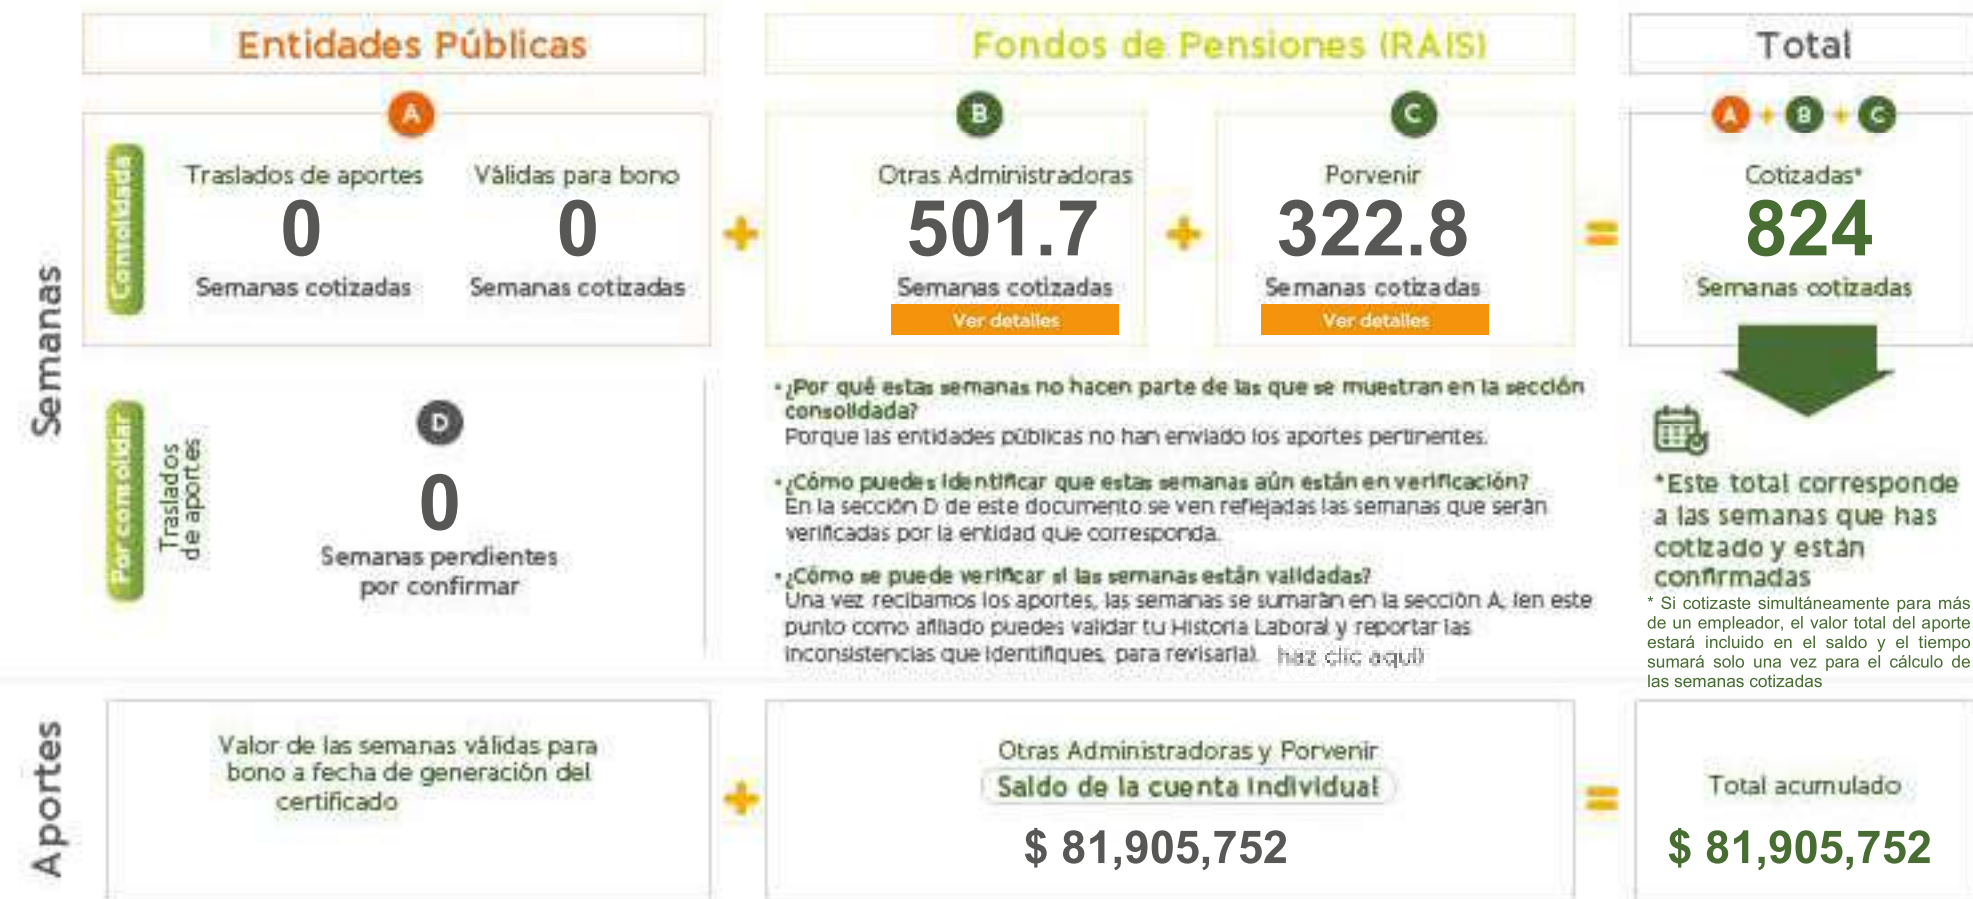 Entidades Públicas
Fondos de Pensiones (RAIS)
Total
Semanas
Consolidada
A
Traslados de aportes
0
Semanas cotizadas
Válidas para bono
0
Semanas cotizadas
+
B
Otras Administradoras
501.7
Semanas cotizadas
Ver detalles
+
C
Porvenir
322.8
Semanas cotizadas
Ver detalles
=
A + B + C
Cotizadas*
824
Semanas cotizadas
Por consolidar
Traslados
de aportes
D
0
Semanas pendientes
por confirmar
• ¿Por qué estas semanas no hacen parte de las que se muestran en la sección
consolidada?
Porque las entidades públicas no han enviado los aportes pertinentes.
• ¿Cómo puedes identificar que estas semanas aún están en verificación?
En la sección D de este documento se ven reflejadas las semanas que serán
verificadas por la entidad que corresponda.
• ¿Cómo se puede verificar si las semanas están validadas?
Una vez recibamos los aportes, las semanas se sumarán en la sección A, (en este
punto como afiliado puedes validar tu Historia Laboral y reportar las
inconsistencias que identifiques, para revisarla). haz clic aquí)
*Este total corresponde
a las semanas que has
cotizado y están
confirmadas
* Si cotizaste simultáneamente para más
de un empleador, el valor total del aporte
estará incluido en el saldo y el tiempo
sumará solo una vez para el cálculo de
las semanas cotizadas
Aportes
Valor de las semanas válidas para
bono a fecha de generación del
certificado
+
Otras Administradoras y Porvenir
Saldo de la cuenta individual
$ 81,905,752
=
Total acumulado
$ 81,905,752